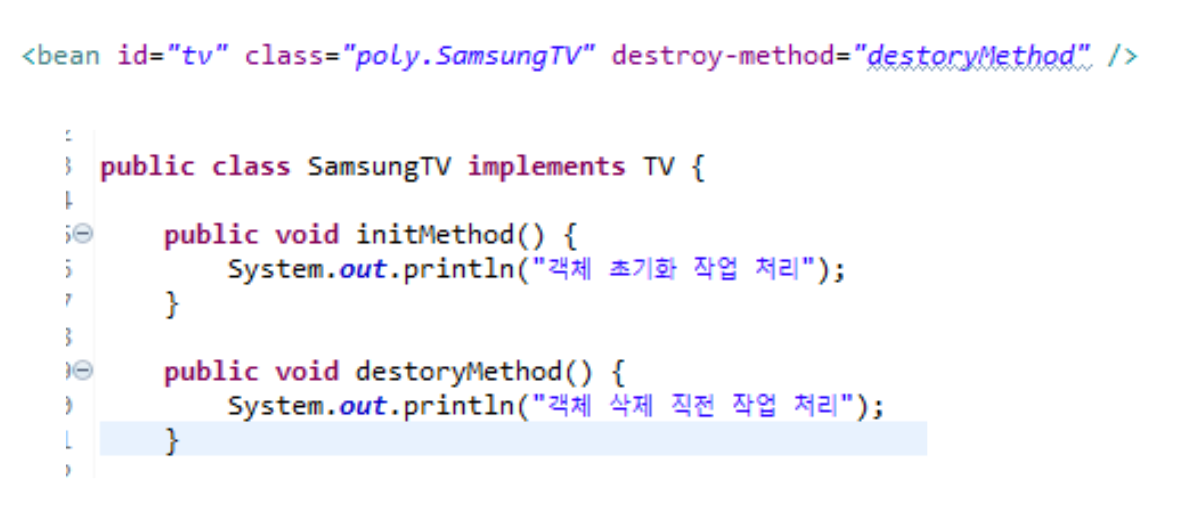 <bean id="tv" class="poly.SamsungTV" destroy-method="destoryMethod" />
public class SamsungTV implements TV {
public void initMethod() {
System.out.println("객체 초기화 작업 처리");
}
public void destoryMethod() {
System.out.println("객체 삭제 직전 작업 처리");
}